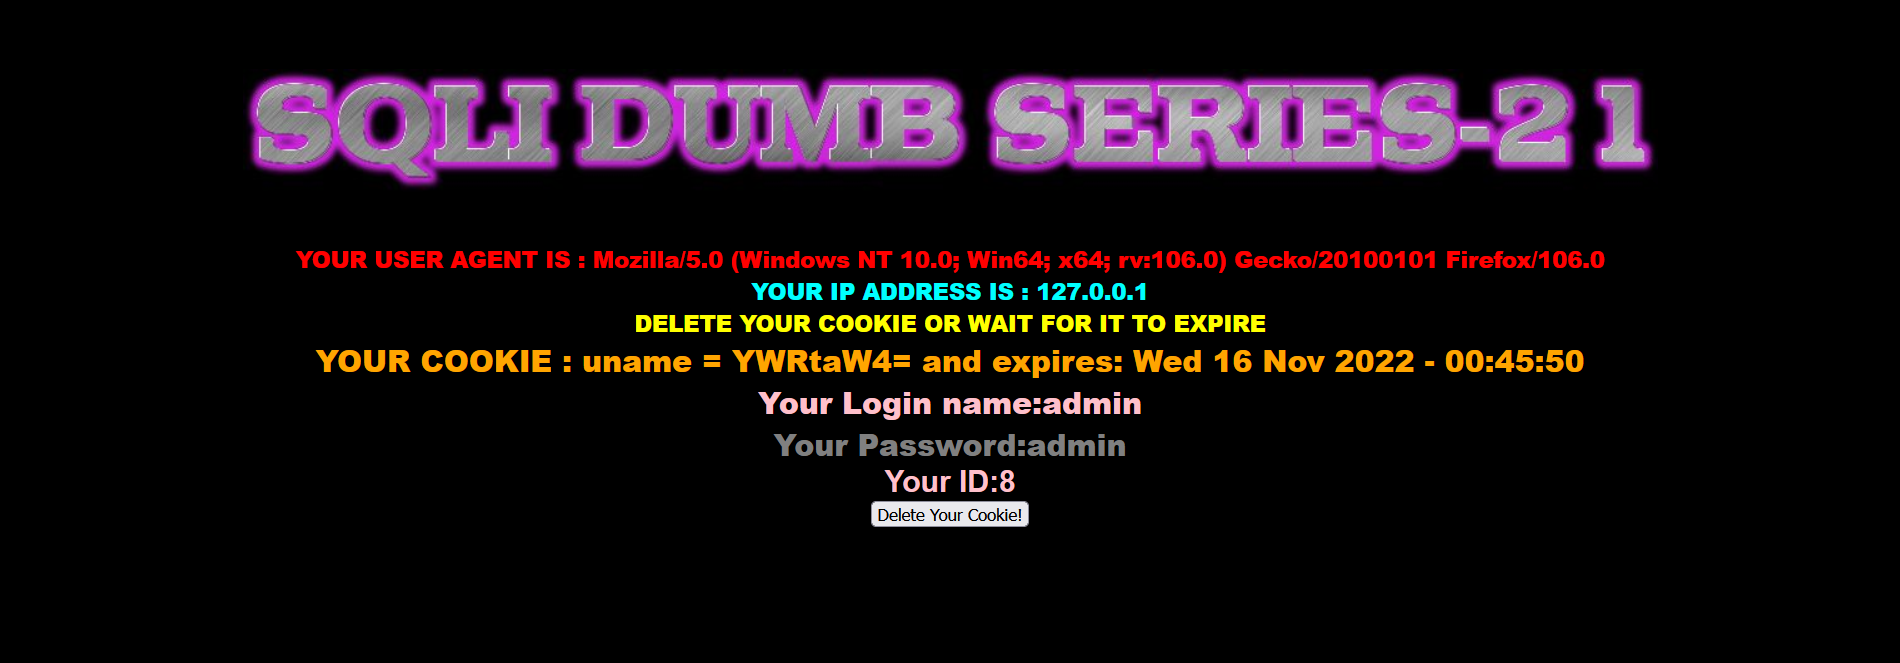 SQLI DUMB SERIES-21
YOUR USER AGENT IS : Mozilla/5.0 (Windows NT 10.0; Win64; x64; rv:106.0) Gecko/20100101 Firefox/106.0
YOUR IP ADDRESS IS : 127.0.0.1
DELETE YOUR COOKIE OR WAIT FOR IT TO EXPIRE
YOUR COOKIE : uname = YWRtaW4= and expires: Wed 16 Nov 2022 - 00:45:50
Your Login name:admin
Your Password:admin
Your ID:8
Delete Your Cookie!